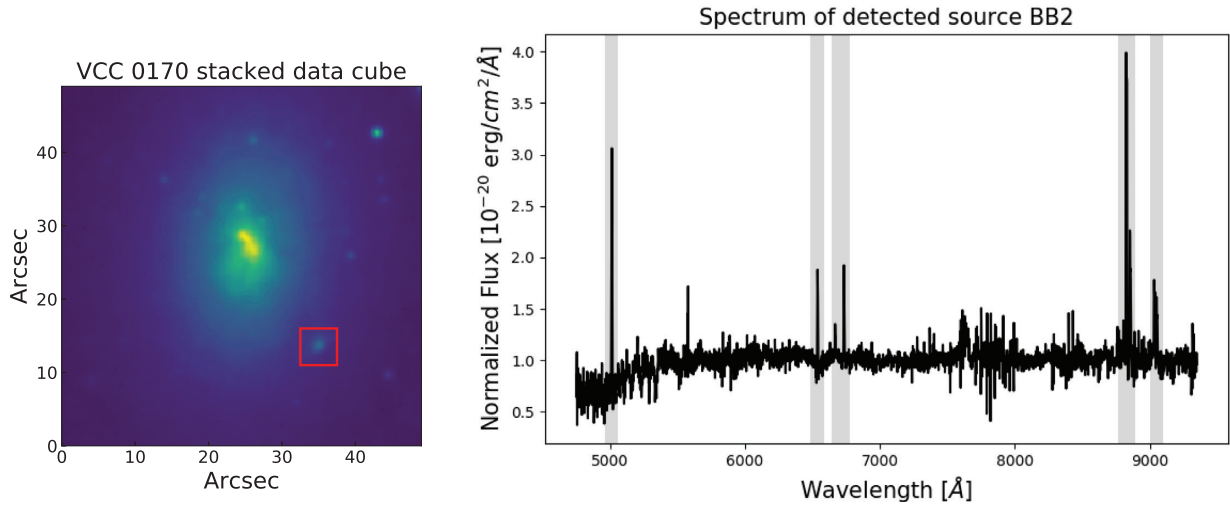 VCC 0170 stacked data cube
Arcsec
40
30
20
10
0
0 10 20 30 40
Arcsec
Spectrum of detected source BB2
Normalized Flux [10⁻²⁰ erg/cm²/Å]
4.0
3.5
3.0
2.5
2.0
1.5
1.0
0.5
5000 6000 7000 8000 9000
Wavelength [Å]